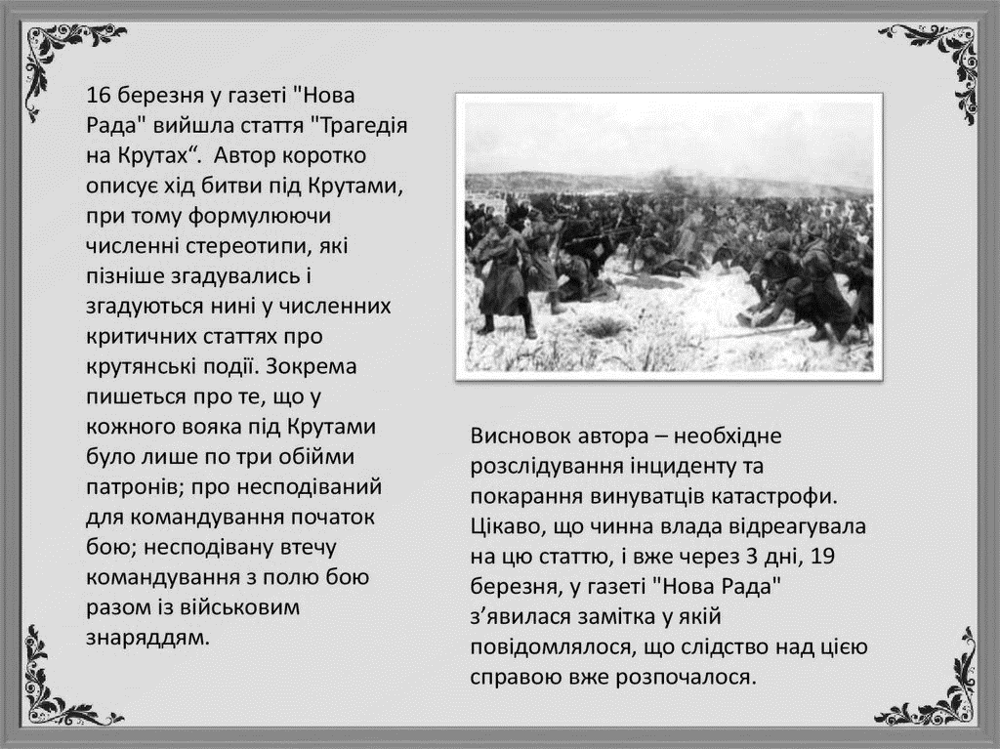 16 березня у газеті "Нова
Рада" вийшла стаття "Трагедія
на Крутах“. Автор коротко
описує хід битви під Крутами,
при тому формулюючи
численні стереотипи, які
пізніше згадувались і
згадуються нині у численних
критичних статтях про
крутянські події. Зокрема
пишеться про те, що у
кожного вояка під Крутами
було лише по три обійми
патронів; про несподіваний
для командування початок
бою; несподівану втечу
командування з полю бою
разом із військовим
знаряддям.
Висновок автора – необхідне
розслідування інциденту та
покарання винуватців катастрофи.
Цікаво, що чинна влада відреагувала
на цю статтю, і вже через 3 дні, 19
березня, у газеті "Нова Рада"
з’явилася замітка у якій
повідомлялося, що слідство над цією
справою вже розпочалося.